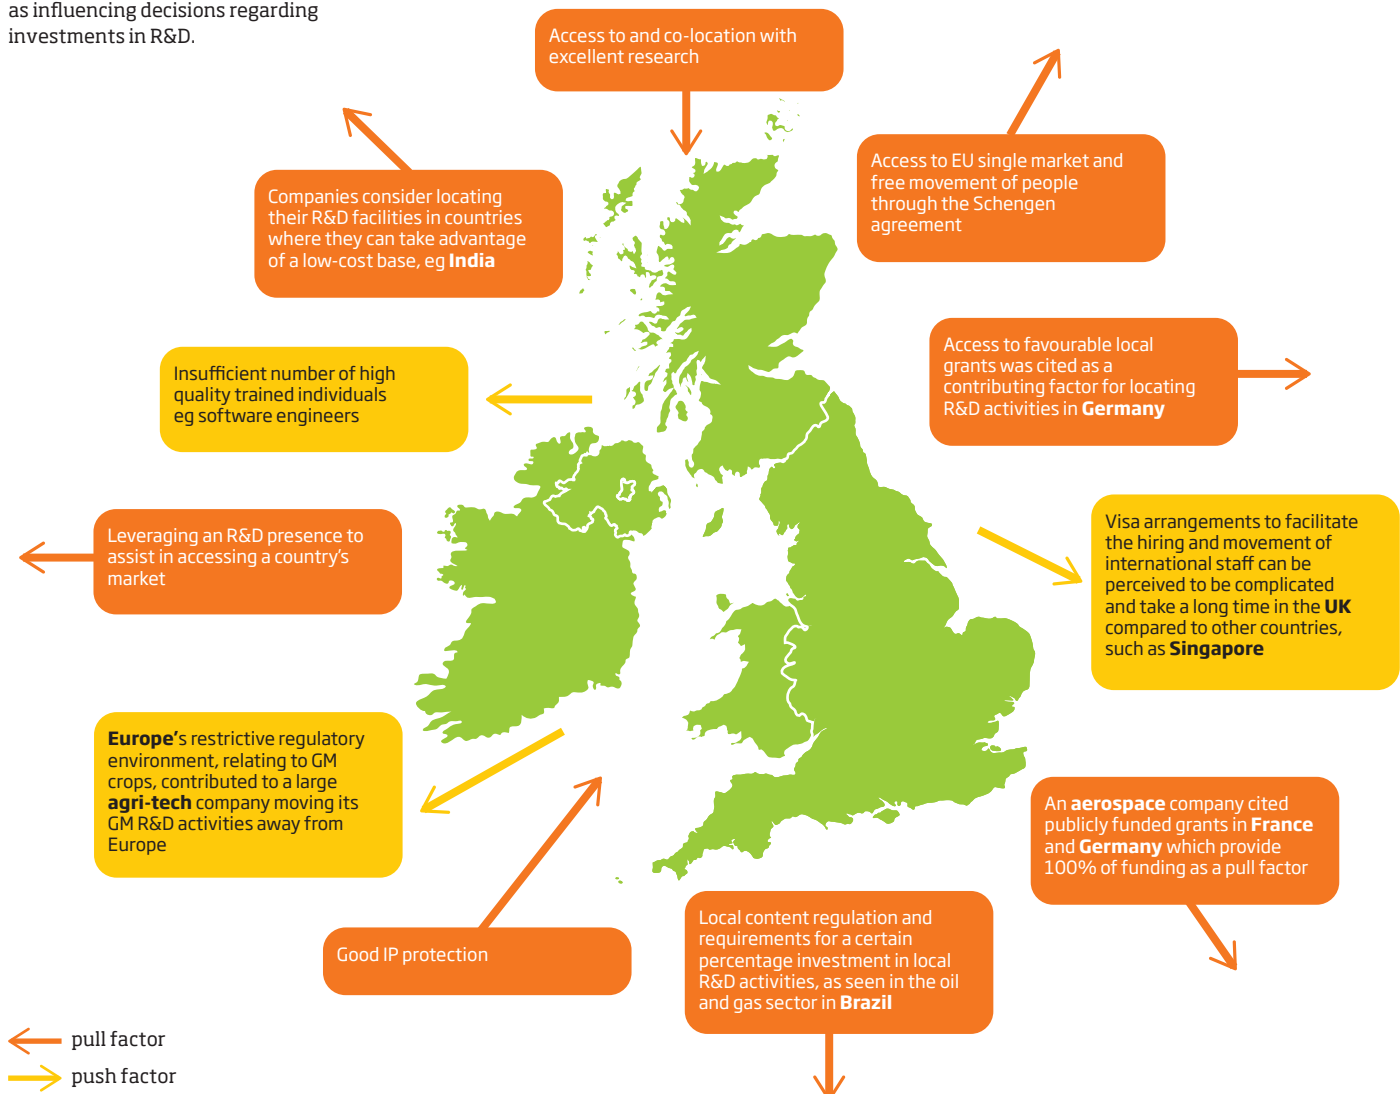 as influencing decisions regarding
investments in R&D.
Access to and co-location with
excellent research
Access to EU single market and
free movement of people
through the Schengen
agreement
Companies consider locating
their R&D facilities in countries
where they can take advantage
of a low-cost base, eg India
Access to favourable local
grants was cited as a
contributing factor for locating
R&D activities in Germany
Insufficient number of high
quality trained individuals
eg software engineers
Visa arrangements to facilitate
the hiring and movement of
international staff can be
perceived to be complicated
and take a long time in the UK
compared to other countries,
such as Singapore
Leveraging an R&D presence to
assist in accessing a country's
market
Europe's restrictive regulatory
environment, relating to GM
crops, contributed to a large
agri-tech company moving its
GM R&D activities away from
Europe
An aerospace company cited
publicly funded grants in France
and Germany which provide
100% of funding as a pull factor
Local content regulation and
requirements for a certain
percentage investment in local
R&D activities, as seen in the oil
and gas sector in Brazil
Good IP protection
pull factor
push factor